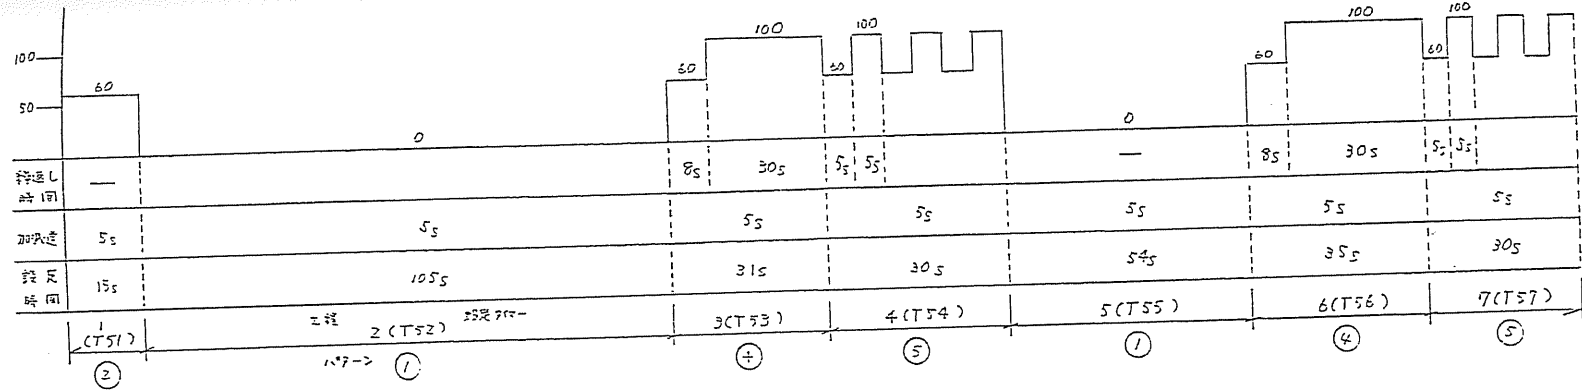 100 100 100 100
60 60 60 60
100
60
50
0 0
繰返し 時間 — 8s 30s 5s 5s — 8s 30s 5s 5s
加減速 5s 5s 5s 5s 5s 5s 5s
設定 時間 15s 105s 31s 30s 54s 35s 30s
工程 設定タイマー
1 (T51) 2(T52) 3(T53) 4(T54) 5(T55) 6(T56) 7(T57)
パターン
② ① ⑤ ① ④ ⑤